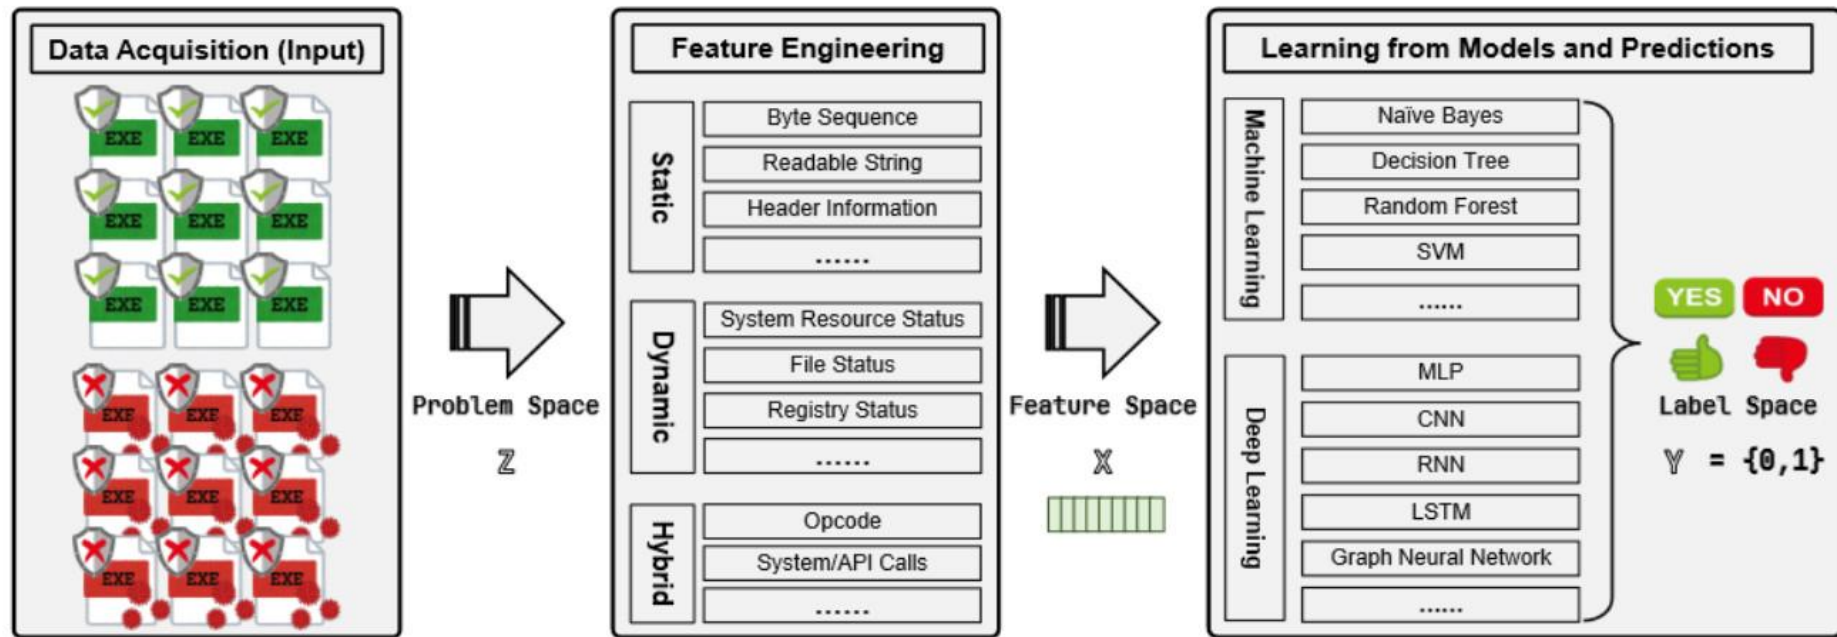 Data Acquisition (Input)
EXE EXE EXE
EXE EXE EXE
EXE EXE EXE
EXE EXE EXE
EXE EXE EXE
EXE EXE EXE
Problem Space
ℤ
Feature Engineering
Static
Byte Sequence
Readable String
Header Information
......
Dynamic
System Resource Status
File Status
Registry Status
......
Hybrid
Opcode
System/API Calls
......
Feature Space
𝕏
Learning from Models and Predictions
Machine Learning
Naïve Bayes
Decision Tree
Random Forest
SVM
......
Deep Learning
MLP
CNN
RNN
LSTM
Graph Neural Network
......
YES NO
Label Space
𝕐 = {0,1}